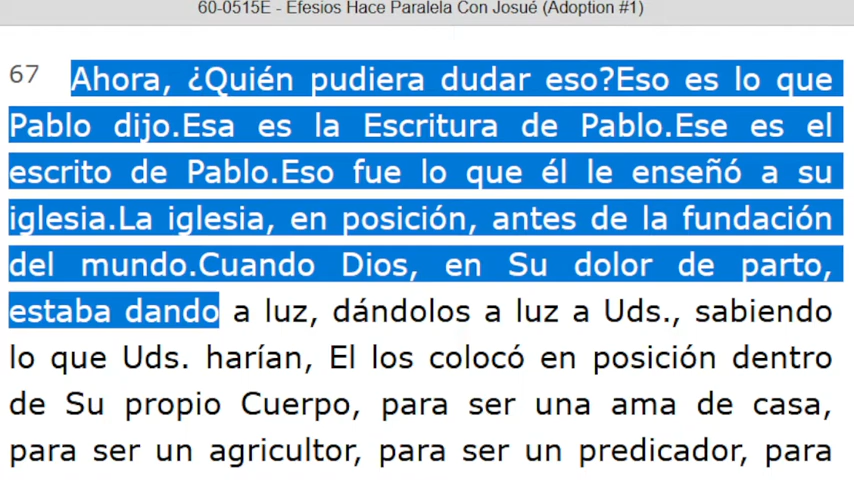 60-0515E - Efesios Hace Paralela Con Josué (Adoption #1)
67 Ahora, ¿Quién pudiera dudar eso?Eso es lo que
Pablo dijo.Esa es la Escritura de Pablo.Ese es el
escrito de Pablo.Eso fue lo que él le enseñó a su
iglesia.La iglesia, en posición, antes de la fundación
del mundo.Cuando Dios, en Su dolor de parto,
estaba dando a luz, dándolos a luz a Uds., sabiendo
lo que Uds. harían, El los colocó en posición dentro
de Su propio Cuerpo, para ser una ama de casa,
para ser un agricultor, para ser un predicador, para